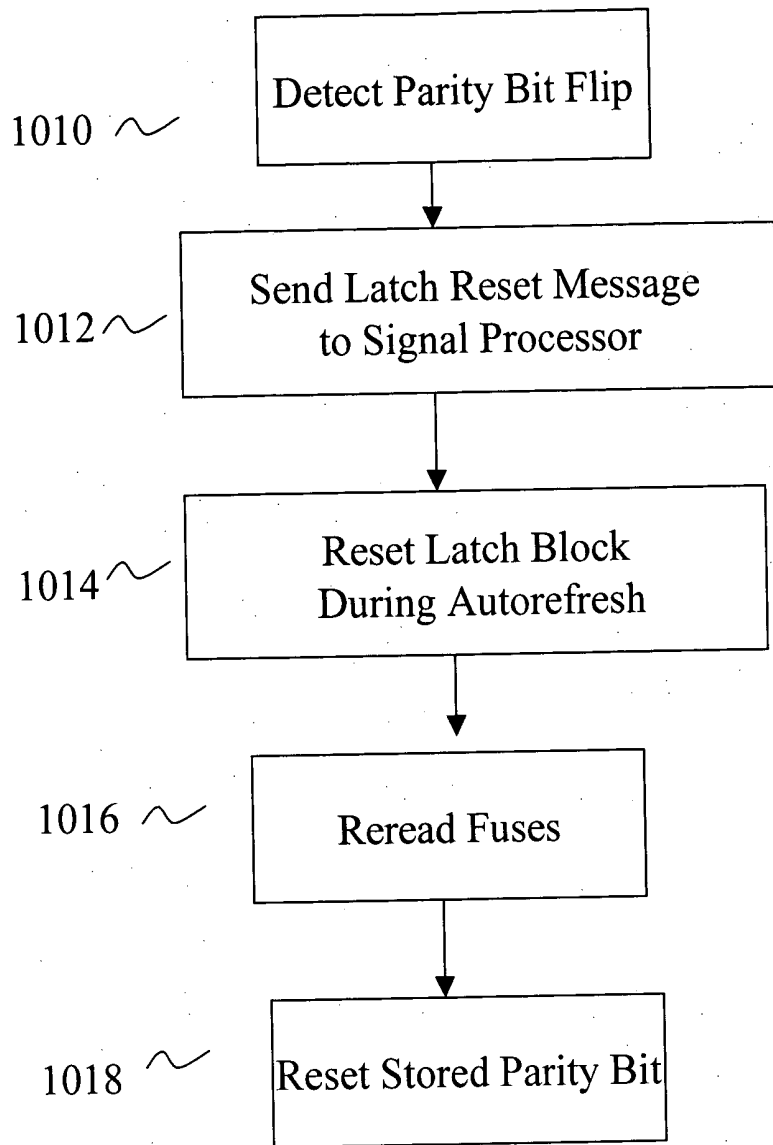 Detect Parity Bit Flip
1010
Send Latch Reset Message
to Signal Processor
1012
Reset Latch Block
During Autorefresh
1014
Reread Fuses
1016
Reset Stored Parity Bit
1018